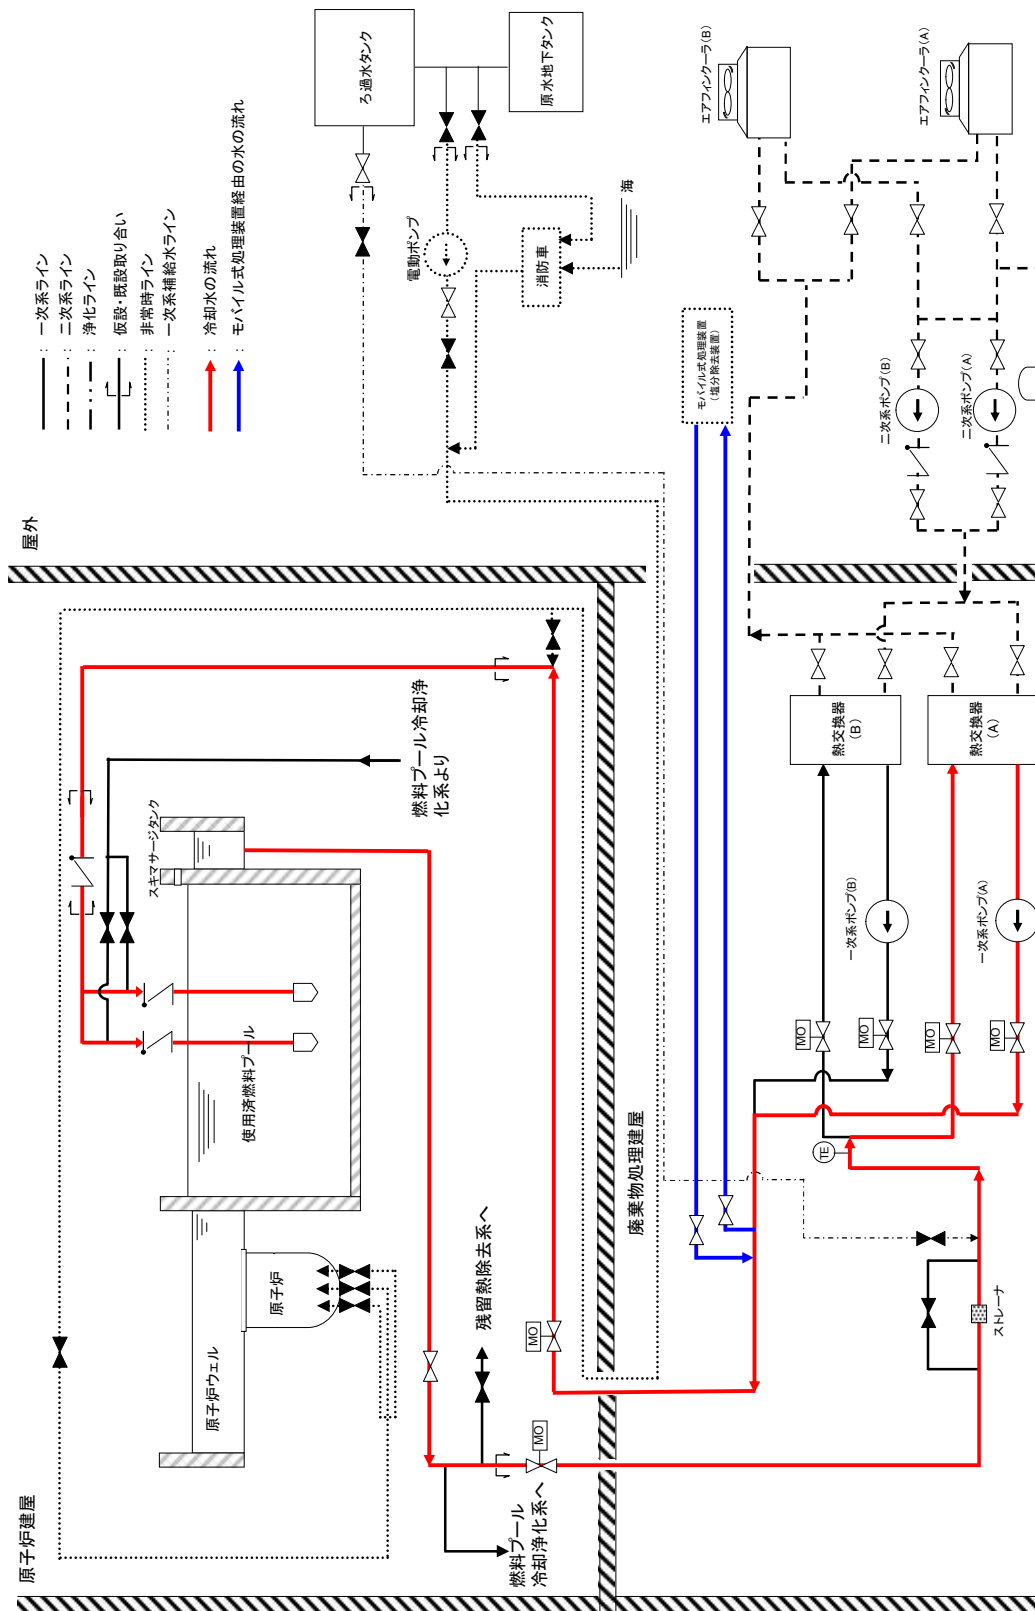 原子炉建屋
屋外
：一次系ライン
：二次系ライン
：浄化ライン
：仮設・既設取り合い
：非常時ライン
：一次系補給水ライン
：冷却水の流れ
：モバイル式処理装置経由の水の流れ
ろ過水タンク
原水地下タンク
電動ポンプ
消防車
海
エアフィンクーラ(B)
エアフィンクーラ(A)
モバイル式処理装置
(塩分除去装置)
二次系ポンプ(B)
二次系ポンプ(A)
燃料プール冷却浄
化系より
スキマサージタンク
使用済燃料プール
原子炉ウェル
原子炉
残留熱除去系へ
燃料プール
冷却浄化系へ
MO
MO
廃棄物処理建屋
熱交換器
(B)
熱交換器
(A)
一次系ポンプ(B)
一次系ポンプ(A)
MO
MO
MO
MO
TE
ストレーナ